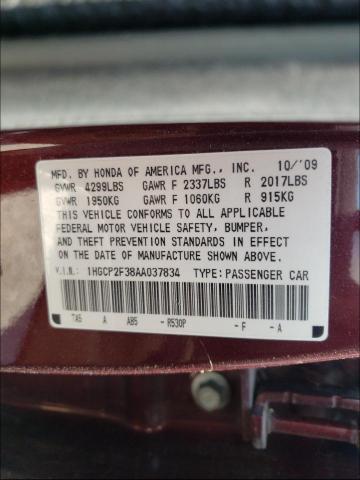 MFD. BY HONDA OF AMERICA MFG., INC. 10/'09
GVWR 4299LBS GAWR F 2337LBS R 2017LBS
GVWR 1950KG GAWR F 1060KG R 915KG
THIS VEHICLE CONFORMS TO ALL APPLICABLE
FEDERAL MOTOR VEHICLE SAFETY, BUMPER,
AND THEFT PREVENTION STANDARDS IN EFFECT
ON THE DATE OF MANUFACTURE SHOWN ABOVE.
V.I.N.: 1HGCP2F38AA037834 TYPE: PASSENGER CAR
TA5 A AB5 -R530P -F -A